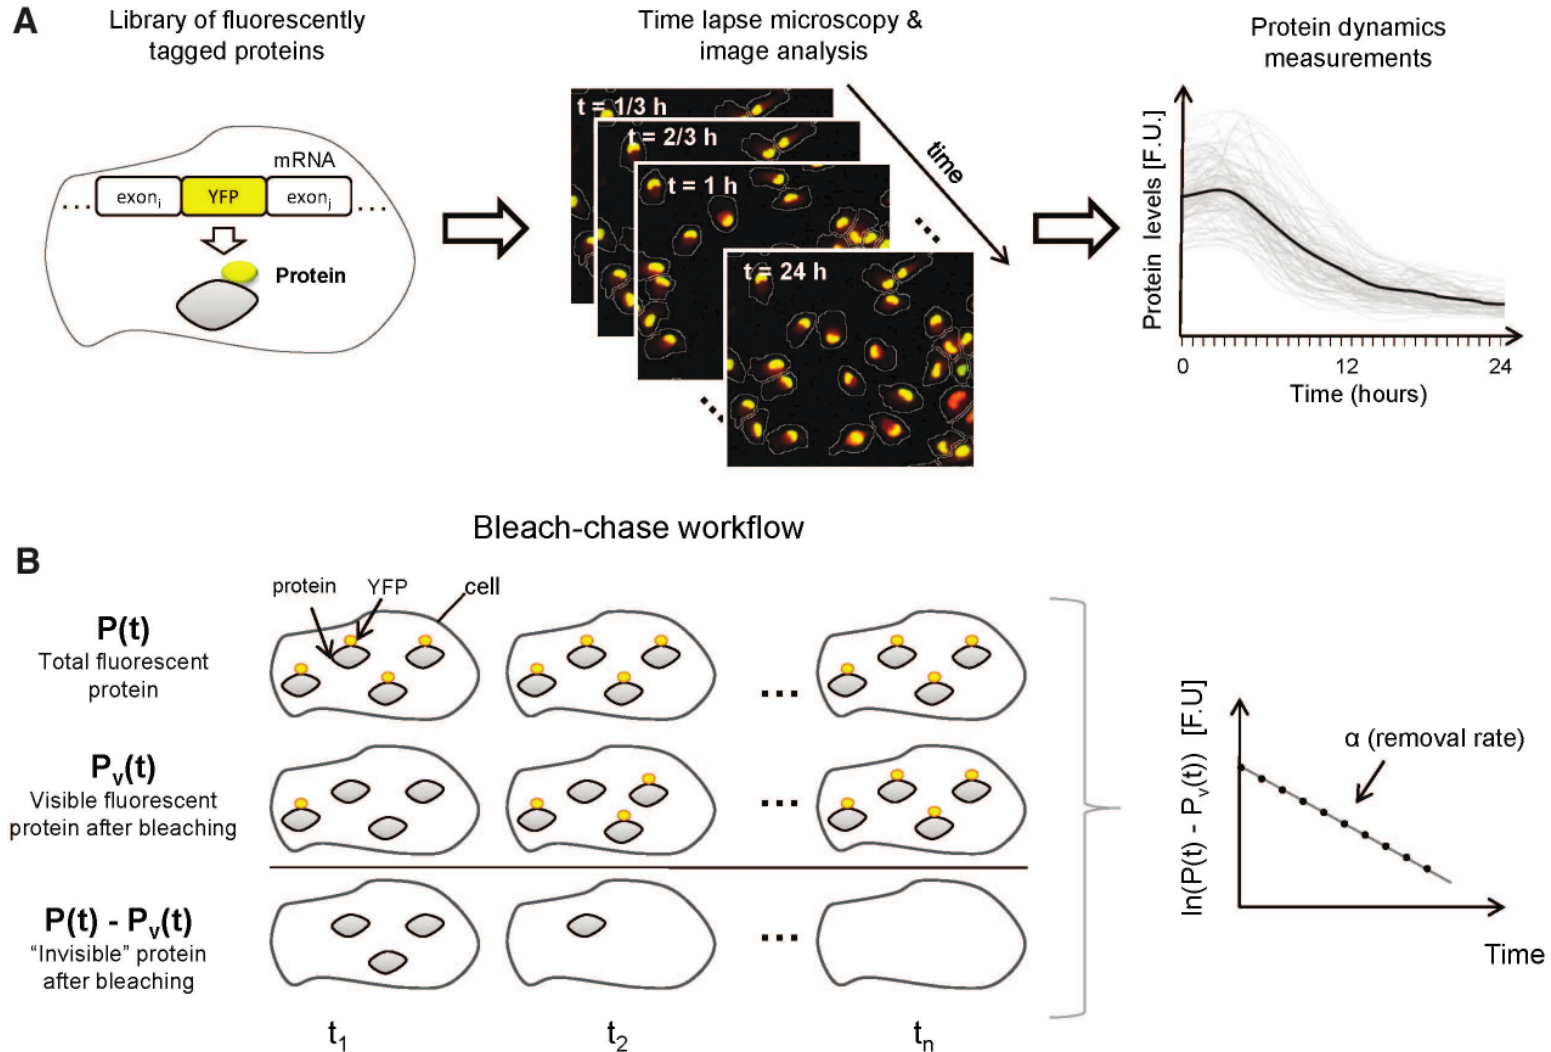 A
Library of fluorescently
tagged proteins
mRNA
... exon_i YFP exon_j ...
Protein
Time lapse microscopy &
image analysis
t = 1/3 h
t = 2/3 h
t = 1 h
t = 24 h
time
Protein dynamics
measurements
Protein levels [F.U.]
0 12 24
Time (hours)
Bleach-chase workflow
B
protein YFP cell
P(t)
Total fluorescent
protein
P_v(t)
Visible fluorescent
protein after bleaching
P(t) - P_v(t)
“Invisible” protein
after bleaching
...
...
...
t_1 t_2 t_n
ln(P(t) - P_v(t)) [F.U]
α (removal rate)
Time